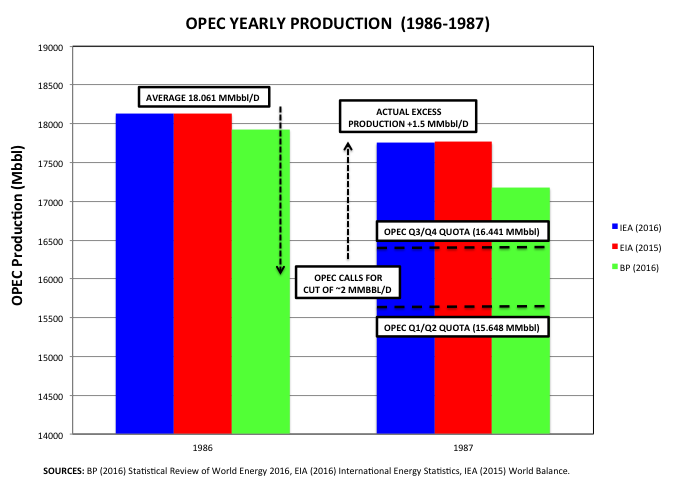 OPEC YEARLY PRODUCTION (1986-1987)
19000
18500
18000
17500
17000
16500
16000
15500
15000
14500
14000
OPEC Production (Mbbl)
AVERAGE 18.061 MMbbl/D
ACTUAL EXCESS
PRODUCTION +1.5 MMbbl/D
OPEC Q3/Q4 QUOTA (16.441 MMbbl)
OPEC CALLS FOR
CUT OF ~2 MMBBL/D
OPEC Q1/Q2 QUOTA (15.648 MMbbl)
IEA (2016)
EIA (2015)
BP (2016)
1986
1987
SOURCES: BP (2016) Statistical Review of World Energy 2016, EIA (2016) International Energy Statistics, IEA (2015) World Balance.